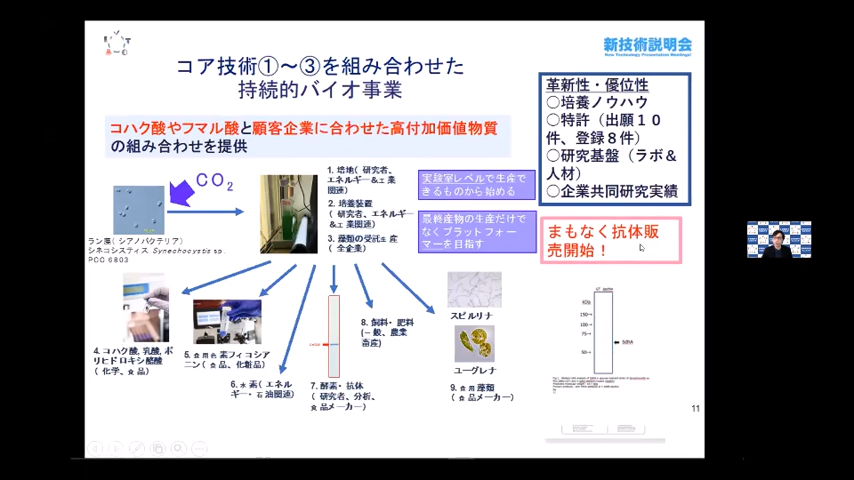 新技術説明会
New Technology Presentation Meetings!
コア技術①～③を組み合わせた
持続的バイオ事業
コハク酸やフマル酸と顧客企業に合わせた高付加価値物質
の組み合わせを提供
革新性・優位性
○培養ノウハウ
○特許（出願１０
件、登録８件）
○研究基盤（ラボ＆
人材）
○企業共同研究実績
まもなく抗体販
売開始！
CO2
ラン藻(シアノバクテリア)
シネコシスティス Synechocystis sp.
PCC 6803
1. 培地(研究者、
エネルギー&工業
関連)
2. 培養装置
(研究者、エネルギー
&工業関連)
3. 藻類の受託生産
(全企業)
実験室レベルで生産で
きるものから始める
最終産物の生産だけで
なくプラットフォー
マーを目指す
4. コハク酸、乳酸、ポ
リヒドロキシ酪酸
(化学、食品)
5. 食用色素フィコシア
ニン(食品、化粧品)
6. 水素(エネル
ギー・石油関連)
7. 酵素・抗体
(研究者、分析、
食品メーカー)
8. 飼料・肥料
(一般、農業
畜産)
スピルリナ
ユーグレナ
9. 食用藻類
(食品メーカー)
150
100
75
50
11